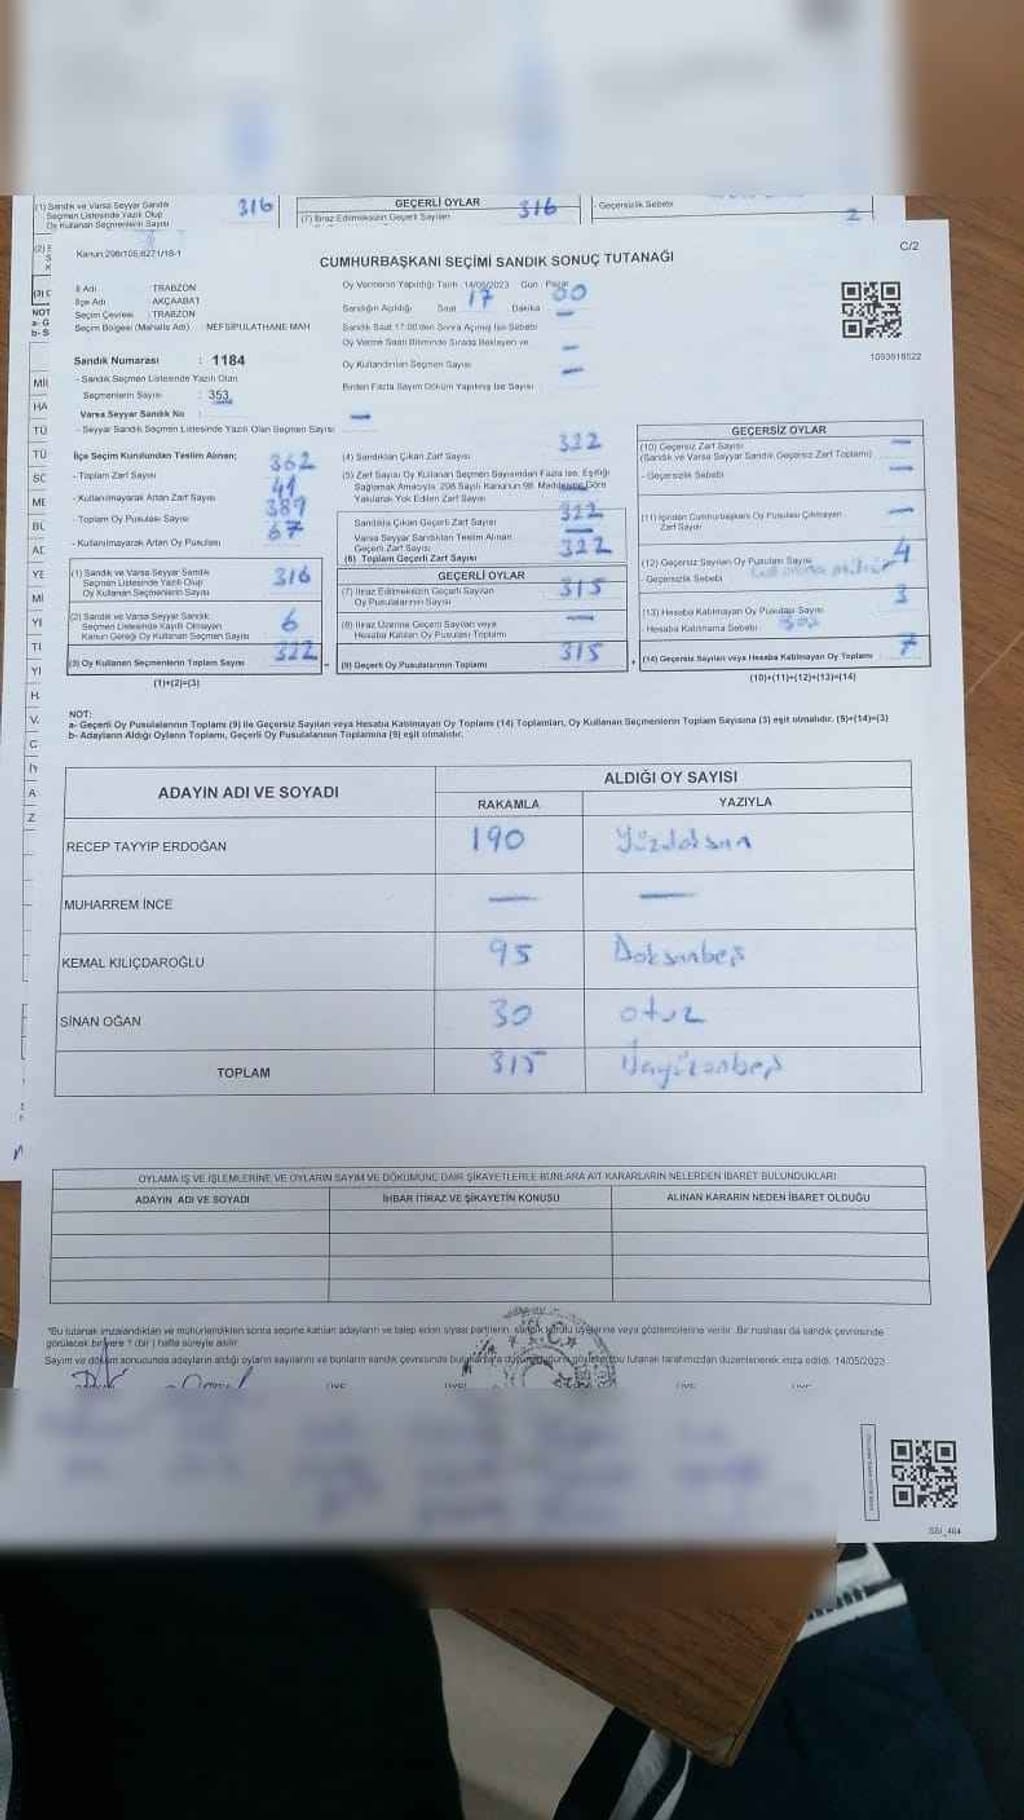 (1) Sandık ve Varsa Seyyar Sandık
Seçmen Listesinde Yazılı Olup
Oy Kullanan Seçmenlerin Sayısı
316
GEÇERLİ OYLAR
(7) İtiraz Edilmeksizin Geçerli Sayılan
316
- Geçersizlik Sebebi
2
Kanun:298/105,6271/18-1
C/2
CUMHURBAŞKANI SEÇİMİ SANDIK SONUÇ TUTANAĞI
İl Adı : TRABZON
İlçe Adı : AKÇAABAT
Seçim Çevresi : TRABZON
Seçim Bölgesi (Mahalle Adı) : NEFSİPULATHANE MAH
Oy Vermenin Yapıldığı Tarih : 14/05/2023 Gün : Pazar
Sandığın Açıldığı Saat 17 Dakika 00
Sandık Saat 17:00'den Sonra Açılmış İse Sebebi
Oy Verme Saati Bitiminde Sırada Bekleyen ve
Oy Kullandırılan Seçmen Sayısı
Birden Fazla Sayım Döküm Yapılmış İse Sayısı
1093818522
Sandık Numarası : 1184
- Sandık Seçmen Listesinde Yazılı Olan
Seçmenlerin Sayısı : 353
Varsa Seyyar Sandık No :
- Seyyar Sandık Seçmen Listesinde Yazılı Olan Seçmen Sayısı —
İlçe Seçim Kurulundan Teslim Alınan;
- Toplam Zarf Sayısı 362
- Kullanılmayarak Artan Zarf Sayısı 41
- Toplam Oy Pusulası Sayısı 389
- Kullanılmayarak Artan Oy Pusulası 67
(4) Sandıktan Çıkan Zarf Sayısı 322
(5) Zarf Sayısı Oy Kullanan Seçmen Sayısından Fazla İse, Eşitliği
Sağlamak Amacıyla, 298 Sayılı Kanunun 98. Maddesine Göre
Yakılarak Yok Edilen Zarf Sayısı —
Sandıkta Çıkan Geçerli Zarf Sayısı 322
Varsa Seyyar Sandıktan Teslim Alınan
Geçerli Zarf Sayısı —
(6) Toplam Geçerli Zarf Sayısı 322
GEÇERSİZ OYLAR
(10) Geçersiz Zarf Sayısı —
(Sandık ve Varsa Seyyar Sandık Geçersiz Zarf Toplamı)
- Geçersizlik Sebebi —
(11) İçinden Cumhurbaşkanı Oy Pusulası Çıkmayan
Zarf Sayısı —
(12) Geçersiz Sayılan Oy Pusulası Sayısı 4
- Geçersizlik Sebebi
(13) Hesaba Katılmayan Oy Pusulası Sayısı 3
- Hesaba Katılmama Sebebi
(14) Geçersiz Sayılan veya Hesaba Katılmayan Oy Toplamı 7
(10)+(11)+(12)+(13)=(14)
(1) Sandık ve Varsa Seyyar Sandık
Seçmen Listesinde Yazılı Olup
Oy Kullanan Seçmenlerin Sayısı 316
(2) Sandık ve Varsa Seyyar Sandık
Seçmen Listesinde Kayıtlı Olmayan
Kanun Gereği Oy Kullanan Seçmen Sayısı 6
(3) Oy Kullanan Seçmenlerin Toplam Sayısı 322
(1)+(2)=(3)
GEÇERLİ OYLAR
(7) İtiraz Edilmeksizin Geçerli Sayılan
Oy Pusulalarının Sayısı 315
(8) İtiraz Üzerine Geçerli Sayılan veya
Hesaba Katılan Oy Pusulası Toplamı —
(9) Geçerli Oy Pusulalarının Toplamı 315
NOT:
a- Geçerli Oy Pusulalarının Toplamı (9) ile Geçersiz Sayılan veya Hesaba Katılmayan Oy Toplamı (14) Toplamları, Oy Kullanan Seçmenlerin Toplam Sayısına (3) eşit olmalıdır. (9)+(14)=(3)
b- Adayların Aldığı Oyların Toplamı, Geçerli Oy Pusulalarının Toplamına (9) eşit olmalıdır.
ADAYIN ADI VE SOYADI
ALDIĞI OY SAYISI
RAKAMLA YAZIYLA
RECEP TAYYİP ERDOĞAN 190 Yüzdoksan
MUHARREM İNCE — —
KEMAL KILIÇDAROĞLU 95 Doksanbeş
SİNAN OĞAN 30 otuz
TOPLAM 315 Üçyüzonbeş
OYLAMA İŞ VE İŞLEMLERİNE VE OYLARIN SAYIM VE DÖKÜMÜNE DAİR ŞİKAYETLERLE BUNLARA AİT KARARLARIN NELERDEN İBARET BULUNDUKLARI
ADAYIN ADI VE SOYADI
İHBAR İTİRAZ VE ŞİKAYETİN KONUSU
ALINAN KARARIN NEDEN İBARET OLDUĞU
*Bu tutanak imzalandıktan ve mühürlendikten sonra seçime katılan adayların ve talep eden siyasi partilerin sandık kurulu üyelerine veya gözlemcilerine verilir. Bir nüshası da sandık çevresinde
görülecek bir yere 1 (bir ) hafta süreyle asılır.
Sayım ve döküm sonucunda adayların aldığı oyların sayılarını ve bunların sandık çevresinde
bu tutanak tarafımızdan düzenlenerek imza edildi. 14/05/2023